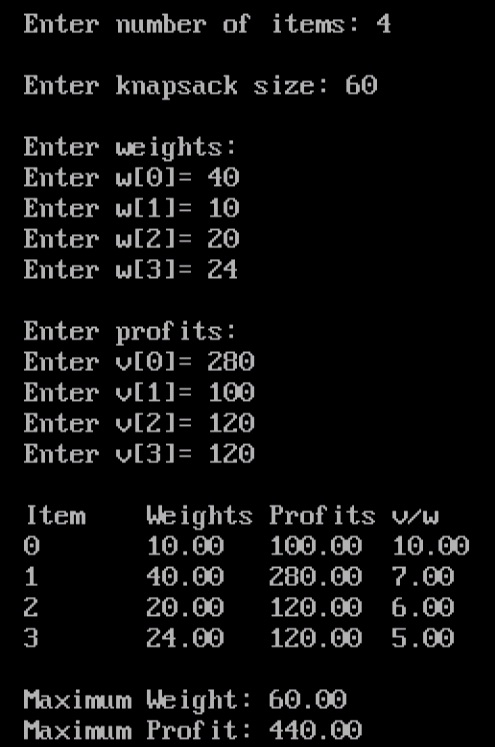 Enter number of items: 4
Enter knapsack size: 60
Enter weights:
Enter w[0]= 40
Enter w[1]= 10
Enter w[2]= 20
Enter w[3]= 24
Enter profits:
Enter v[0]= 280
Enter v[1]= 100
Enter v[2]= 120
Enter v[3]= 120
Item Weights Profits v/w
0 10.00 100.00 10.00
1 40.00 280.00 7.00
2 20.00 120.00 6.00
3 24.00 120.00 5.00
Maximum Weight: 60.00
Maximum Profit: 440.00